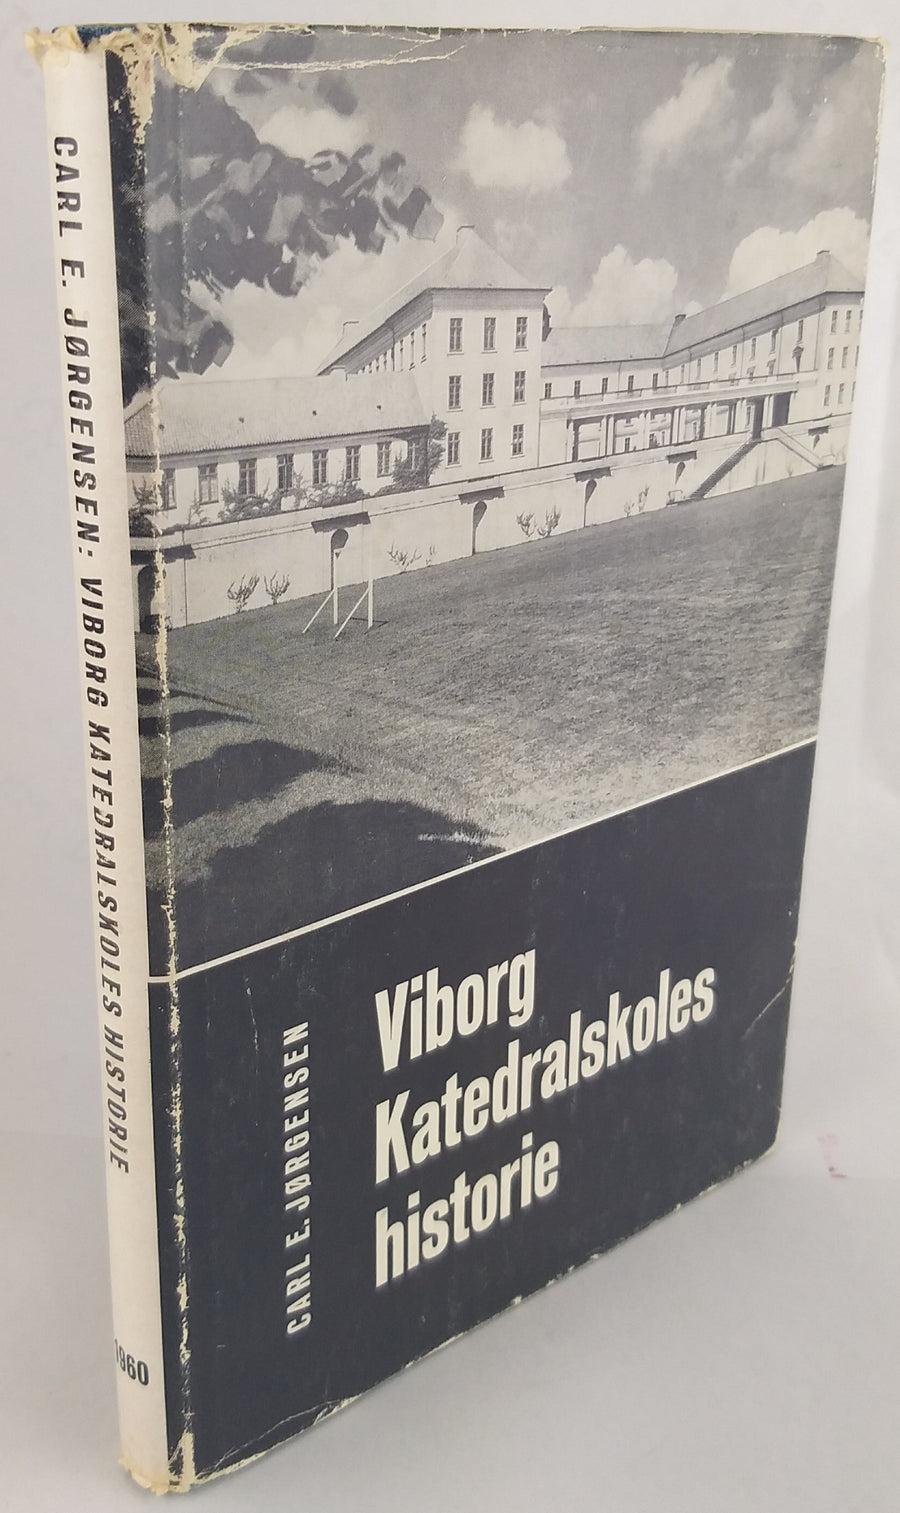 CARL E. JØRGENSEN: VIBORG KATEDRALSKOLES HISTORIE
1960
CARL E. JØRGENSEN
Viborg
Katedralskoles
historie